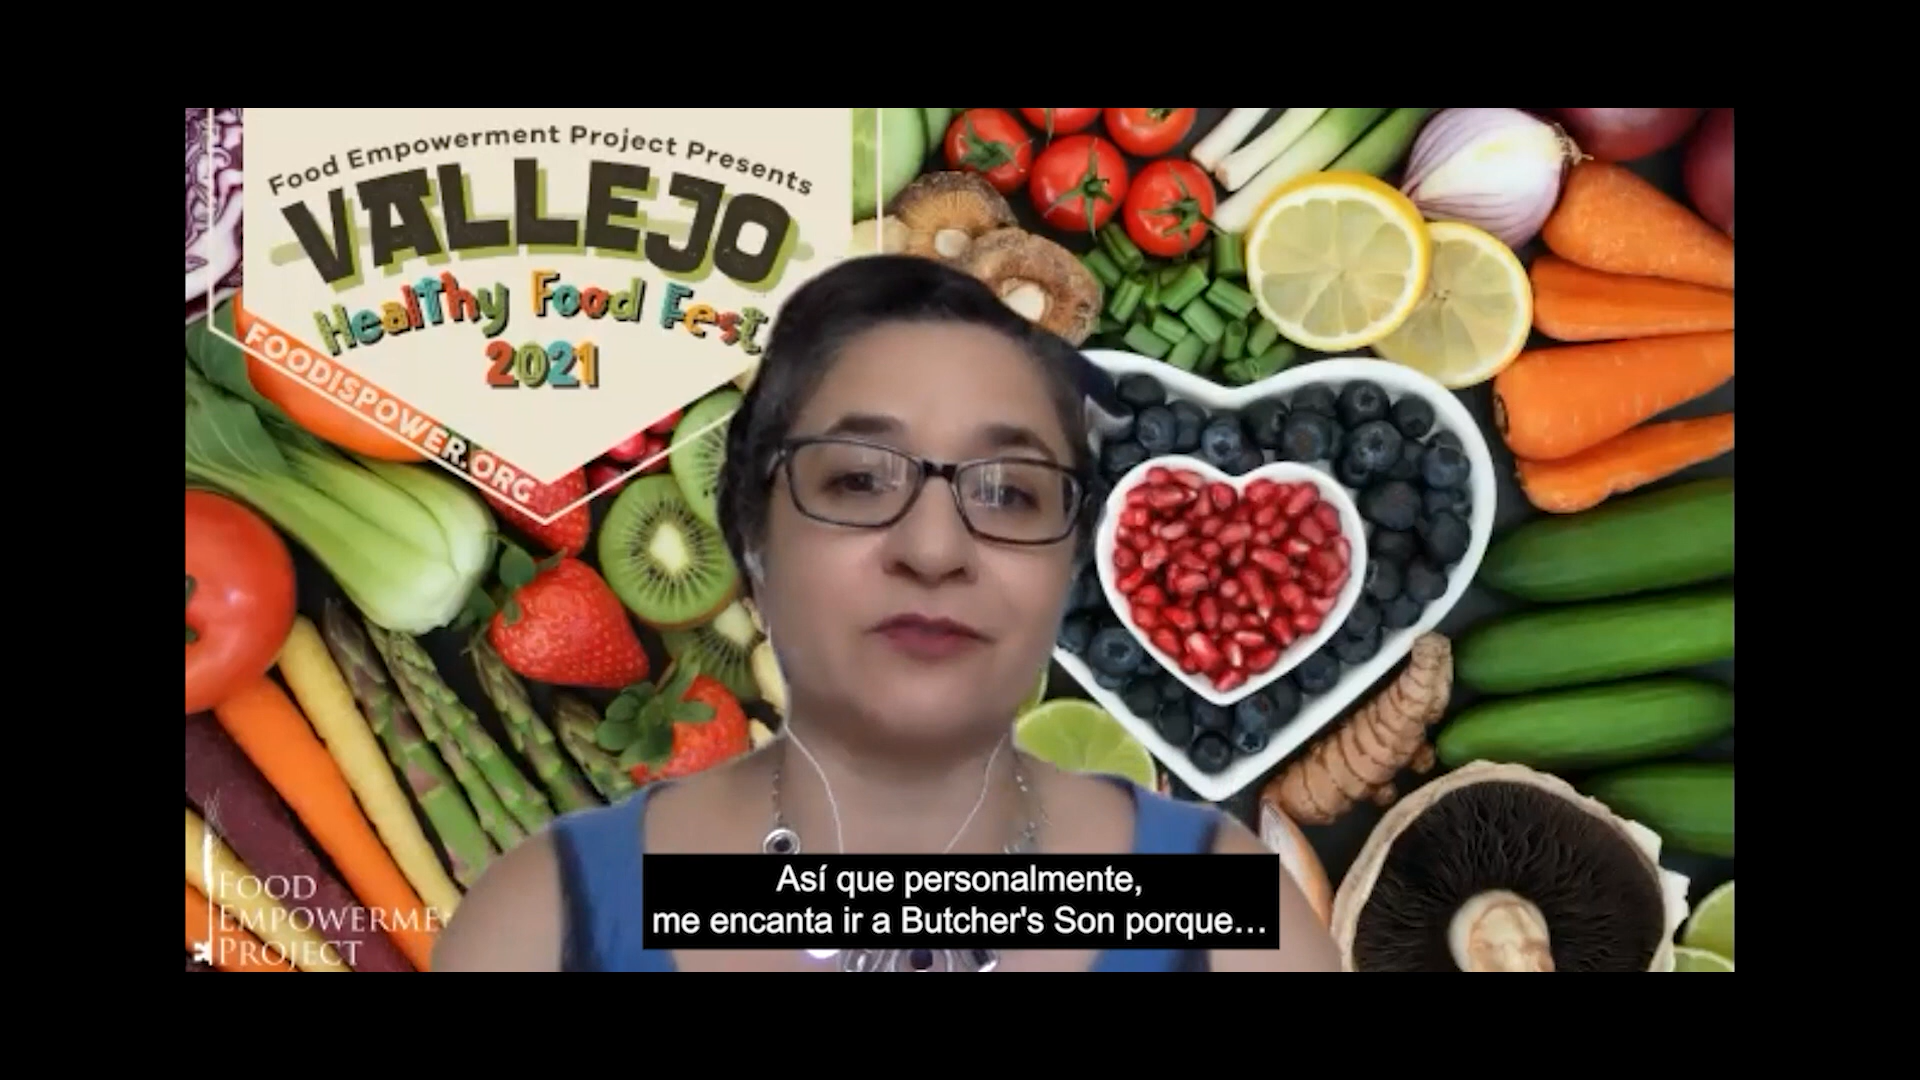 Food Empowerment Project Presents
VALLEJO
Healthy Food Fest
2021
FOODISPOWER.ORG
FOOD
EMPOWERME
PROJECT
Así que personalmente,
me encanta ir a Butcher's Son porque…